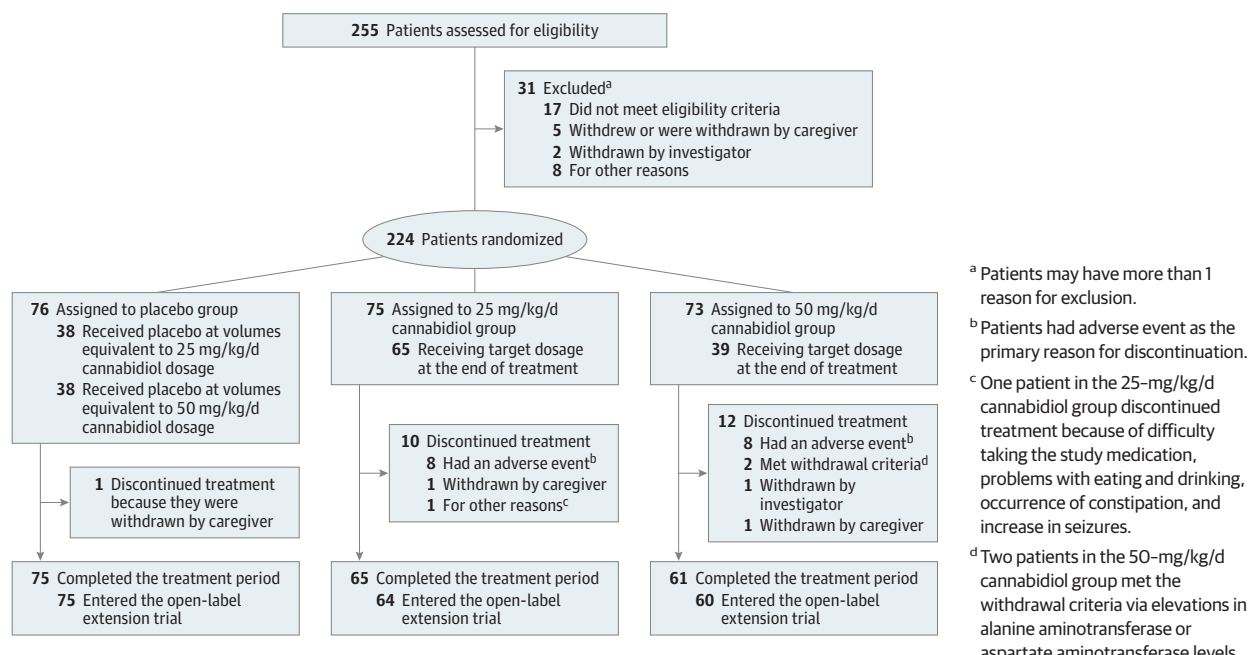 255 Patients assessed for eligibility
31 Excludedᵃ
17 Did not meet eligibility criteria
5 Withdrew or were withdrawn by caregiver
2 Withdrawn by investigator
8 For other reasons
224 Patients randomized
76 Assigned to placebo group
38 Received placebo at volumes
equivalent to 25 mg/kg/d
cannabidiol dosage
38 Received placebo at volumes
equivalent to 50 mg/kg/d
cannabidiol dosage
75 Assigned to 25 mg/kg/d
cannabidiol group
65 Receiving target dosage
at the end of treatment
73 Assigned to 50 mg/kg/d
cannabidiol group
39 Receiving target dosage
at the end of treatment
1 Discontinued treatment
because they were
withdrawn by caregiver
10 Discontinued treatment
8 Had an adverse eventᵇ
1 Withdrawn by caregiver
1 For other reasonsᶜ
12 Discontinued treatment
8 Had an adverse eventᵇ
2 Met withdrawal criteriaᵈ
1 Withdrawn by
investigator
1 Withdrawn by caregiver
75 Completed the treatment period
75 Entered the open-label
extension trial
65 Completed the treatment period
64 Entered the open-label
extension trial
61 Completed the treatment period
60 Entered the open-label
extension trial
ᵃ Patients may have more than 1
reason for exclusion.
ᵇ Patients had adverse event as the
primary reason for discontinuation.
ᶜ One patient in the 25-mg/kg/d
cannabidiol group discontinued
treatment because of difficulty
taking the study medication,
problems with eating and drinking,
occurrence of constipation, and
increase in seizures.
ᵈ Two patients in the 50-mg/kg/d
cannabidiol group met the
withdrawal criteria via elevations in
alanine aminotransferase or
aspartate aminotransferase levels